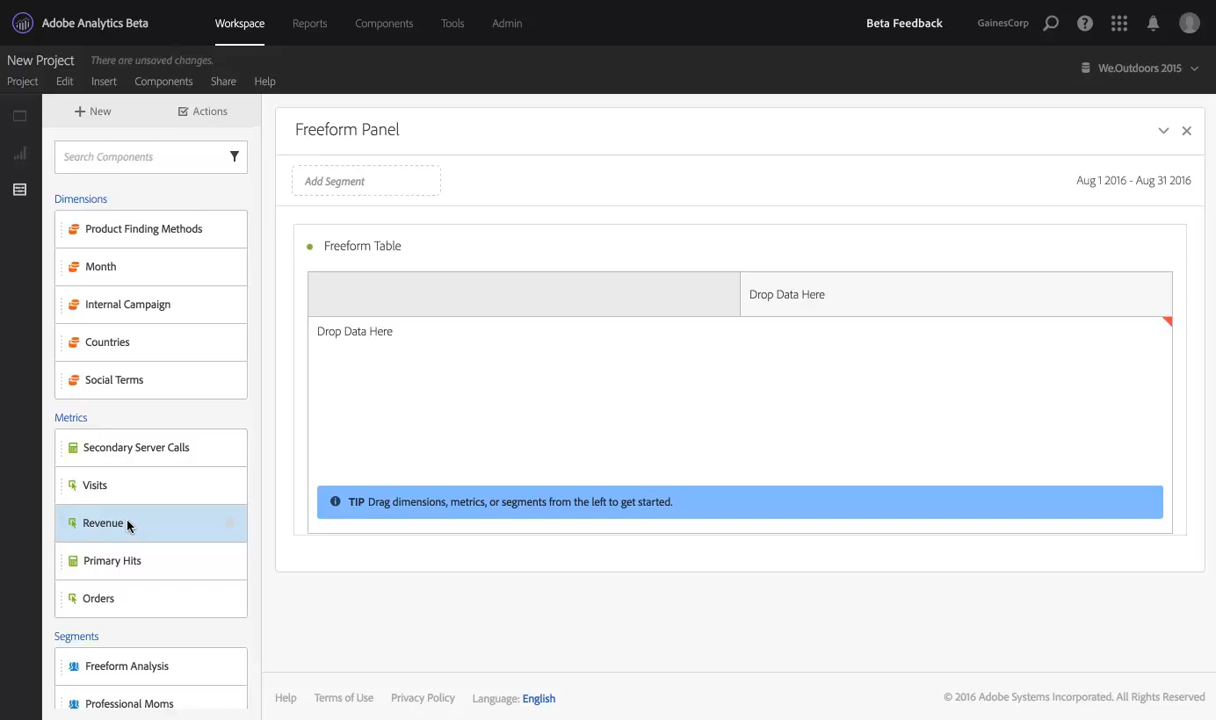 Adobe Analytics Beta
Workspace
Reports
Components
Tools
Admin
Beta Feedback
GainesCorp
New Project
There are unsaved changes.
Project
Edit
Insert
Components
Share
Help
We.Outdoors 2015
New
Actions
Search Components
Dimensions
Product Finding Methods
Month
Internal Campaign
Countries
Social Terms
Metrics
Secondary Server Calls
Visits
Revenue
Primary Hits
Orders
Segments
Freeform Analysis
Professional Moms
Freeform Panel
Add Segment
Aug 1 2016 - Aug 31 2016
Freeform Table
Drop Data Here
Drop Data Here
TIP Drag dimensions, metrics, or segments from the left to get started.
Help
Terms of Use
Privacy Policy
Language: English
© 2016 Adobe Systems Incorporated. All Rights Reserved